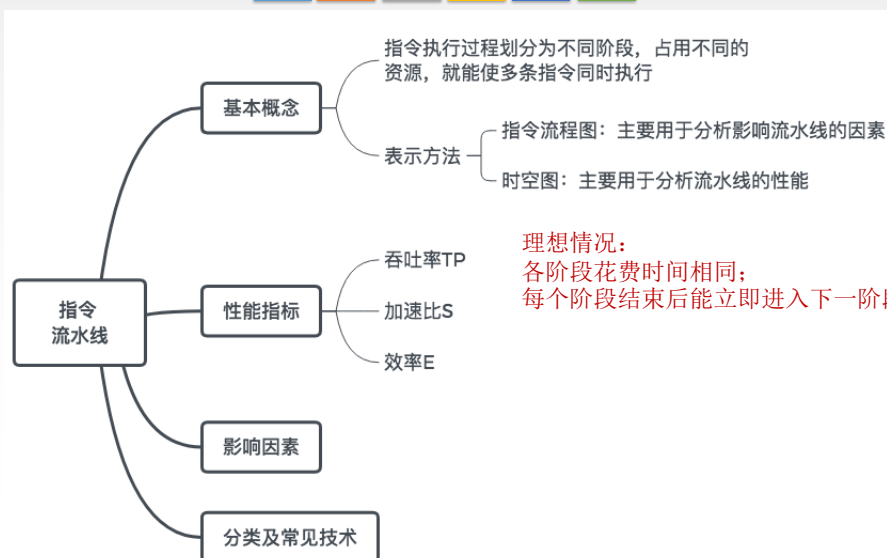 指令执行过程划分为不同阶段，占用不同的
资源，就能使多条指令同时执行
基本概念
指令流程图：主要用于分析影响流水线的因素
表示方法
时空图：主要用于分析流水线的性能
理想情况：
各阶段花费时间相同；
每个阶段结束后能立即进入下一阶
吞吐率TP
指令
流水线
性能指标
加速比S
效率E
影响因素
分类及常见技术